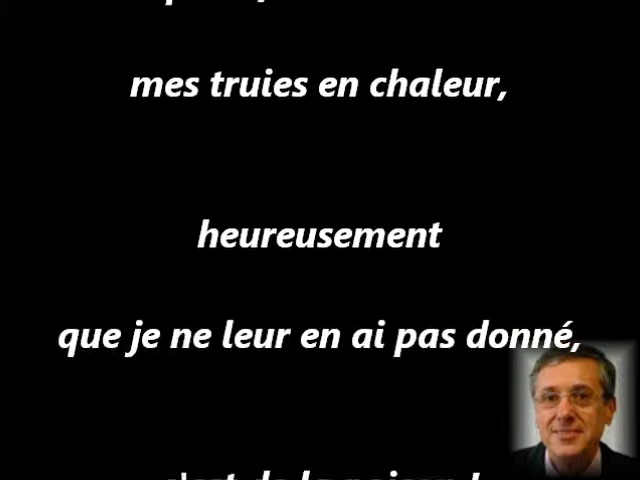 mes truies en chaleur,
heureusement
que je ne leur en ai pas donné,